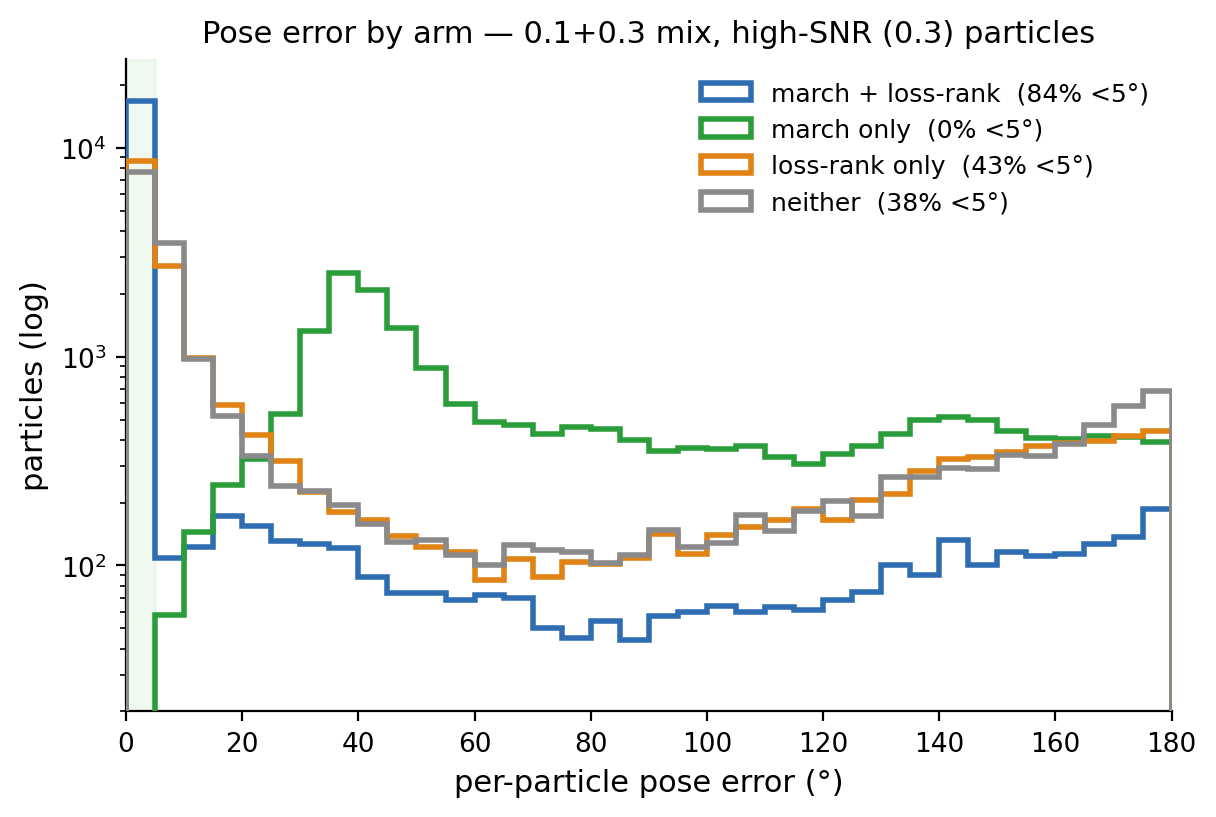 Pose error by arm — 0.1+0.3 mix, high-SNR (0.3) particles
march + loss-rank (84% <5°)
march only (0% <5°)
loss-rank only (43% <5°)
neither (38% <5°)
particles (log)
10⁴
10³
10²
0 20 40 60 80 100 120 140 160 180
per-particle pose error (°)